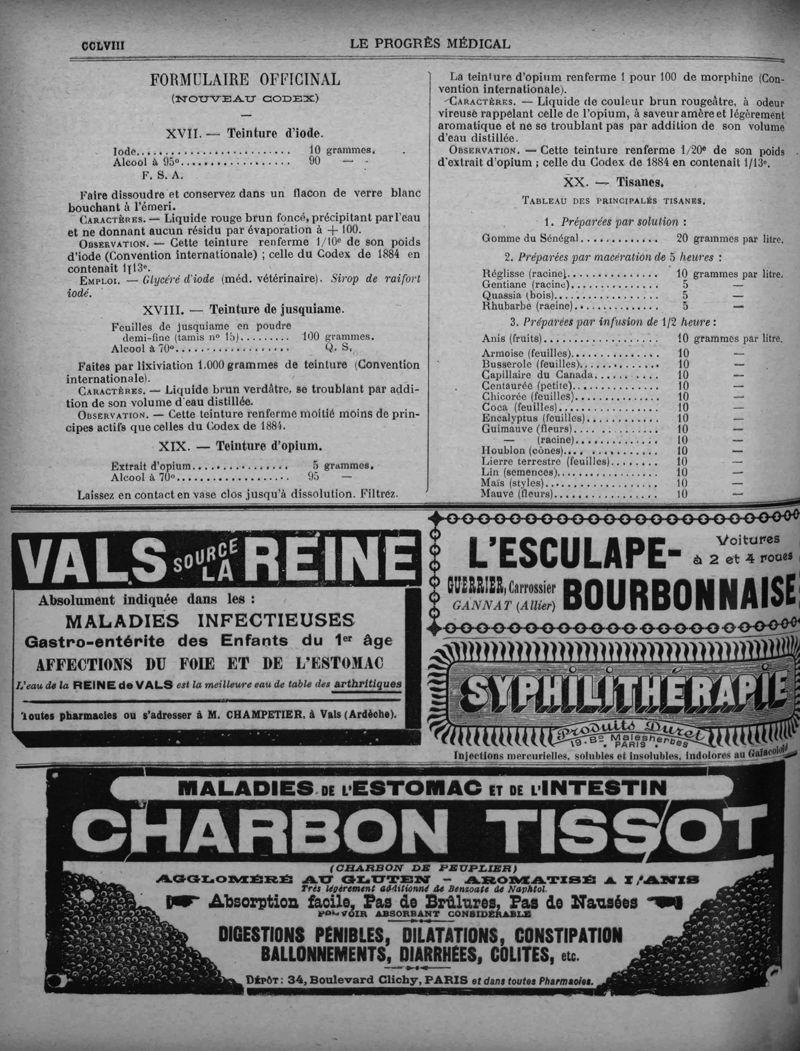 CCLVIII
LE PROGRÈS MÉDICAL
FORMULAIRE OFFICINAL
(NOUVEAU CODEX)
XVII. — Teinture d'iode.
Iode.......................... 10 grammes.
Alcool à 95°................... 90 —
F. S. A.
Faire dissoudre et conservez dans un flacon de verre blanc
bouchant à l'émeri.
CARACTÈRES. — Liquide rouge brun foncé, précipitant par l'eau
et ne donnant aucun résidu par évaporation à + 100.
OBSERVATION. — Cette teinture renferme 1/10e de son poids
d'iode (Convention internationale) ; celle du Codex de 1884 en
contenait 1/13e.
EMPLOI. — Glycéré d'iode (méd. vétérinaire). Sirop de raifort
iodé.
XVIII. — Teinture de jusquiame.
Feuilles de jusquiame en poudre
demi-fine (tamis n° 15)......... 100 grammes.
Alcool à 70°................... Q. S.
Faites par lixiviation 1.000 grammes de teinture (Convention
internationale).
CARACTÈRES. — Liquide brun verdâtre, se troublant par addi-
tion de son volume d'eau distillée.
OBSERVATION. — Cette teinture renferme moitié moins de prin-
cipes actifs que celles du Codex de 1884.
XIX. — Teinture d'opium.
Extrait d'opium................ 5 grammes.
Alcool à 70°................... 95 —
Laissez en contact en vase clos jusqu'à dissolution. Filtrez.
La teinture d'opium renferme 1 pour 100 de morphine (Con-
vention internationale).
CARACTÈRES. — Liquide de couleur brun rougeâtre, à odeur
vireuse rappelant celle de l'opium, à saveur amère et légèrement
aromatique et ne se troublant pas par addition de son volume
d'eau distillée.
OBSERVATION. — Cette teinture renferme 1/20e de son poids
d'extrait d'opium ; celle du Codex de 1884 en contenait 1/13e.
XX. — Tisanes.
TABLEAU DES PRINCIPALES TISANES.
1. Préparées par solution :
Gomme du Sénégal............. 20 grammes par litre.
2. Préparées par macération de 5 heures :
Réglisse (racine)............... 10 grammes par litre.
Gentiane (racine)............... 5 —
Quassia (bois).................. 5 —
Rhubarbe (racine).............. 5 —
3. Préparées par infusion de 1/2 heure :
Anis (fruits)................... 10 grammes par litre.
Armoise (feuilles)............... 10 —
Busserole (feuilles).............. 10 —
Capillaire du Canada........... 10 —
Centaurée (petite).............. 10 —
Chicorée (feuilles).............. 10 —
Coca (feuilles)................. 10 —
Encalyptus (feuilles)............ 10 —
Guimauve (fleurs).............. 10 —
— (racine).............. 10 —
Houblon (cônes)............... 10 —
Lierre terrestre (feuilles)........ 10 —
Lin (semences)................ 10 —
Maïs (styles).................. 10 —
Mauve (fleurs)................. 10 —
VALS SOURCE LA REINE
Absolument indiquée dans les :
MALADIES INFECTIEUSES
Gastro-entérite des Enfants du 1er âge
AFFECTIONS DU FOIE ET DE L'ESTOMAC
L'eau de la REINE de VALS est la meilleure eau de table des arthritiques
Toutes pharmacies ou s'adresser à M. CHAMPETIER, à Vals (Ardèche).
L'ESCULAPE-
Voitures
à 2 et 4 roues
GUERRIER, Carrossier
GANNAT (Allier)
BOURBONNAISE
SYPHILITHÉRAPIE
Produits Duret
19, Bd Malesherbes
PARIS
Injections mercurielles, solubles et insolubles, indolores au Gaïacolol
MALADIES DE L'ESTOMAC ET DE L'INTESTIN
CHARBON TISSOT
(CHARBON DE PEUPLIER)
AGGLOMÉRÉ AU GLUTEN — AROMATISÉ A L'ANIS
Très légèrement additionné de Benzoate de Naphtol.
Absorption facile, Pas de Brûlures, Pas de Nausées
POUVOIR ABSORBANT CONSIDÉRABLE
DIGESTIONS PÉNIBLES, DILATATIONS, CONSTIPATION
BALLONNEMENTS, DIARRHÉES, COLITES, etc.
DÉPÔT : 34, Boulevard Clichy, PARIS et dans toutes Pharmacies.